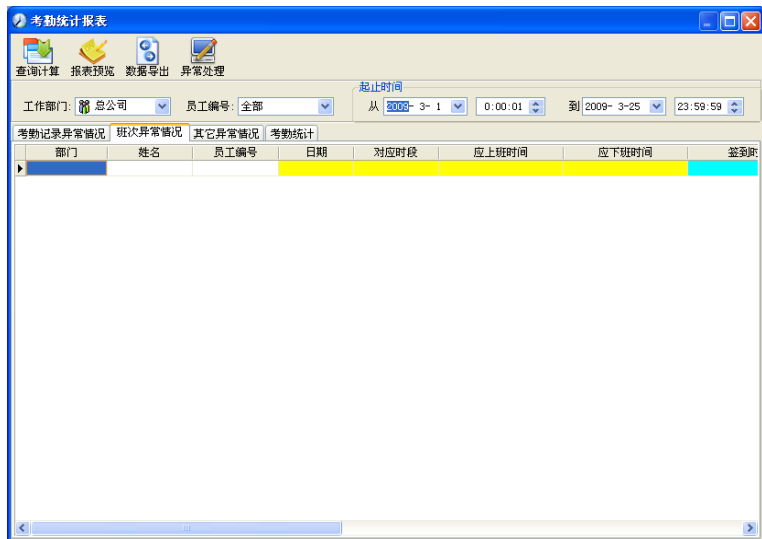 考勤统计报表
查询计算 报表预览 数据导出 异常处理
起止时间
工作部门: 总公司 员工编号: 全部 从 2009- 3- 1 0:00:01 到 2009- 3-25 23:59:59
考勤记录异常情况 班次异常情况 其它异常情况 考勤统计
部门 姓名 员工编号 日期 对应时段 应上班时间 应下班时间 签到时